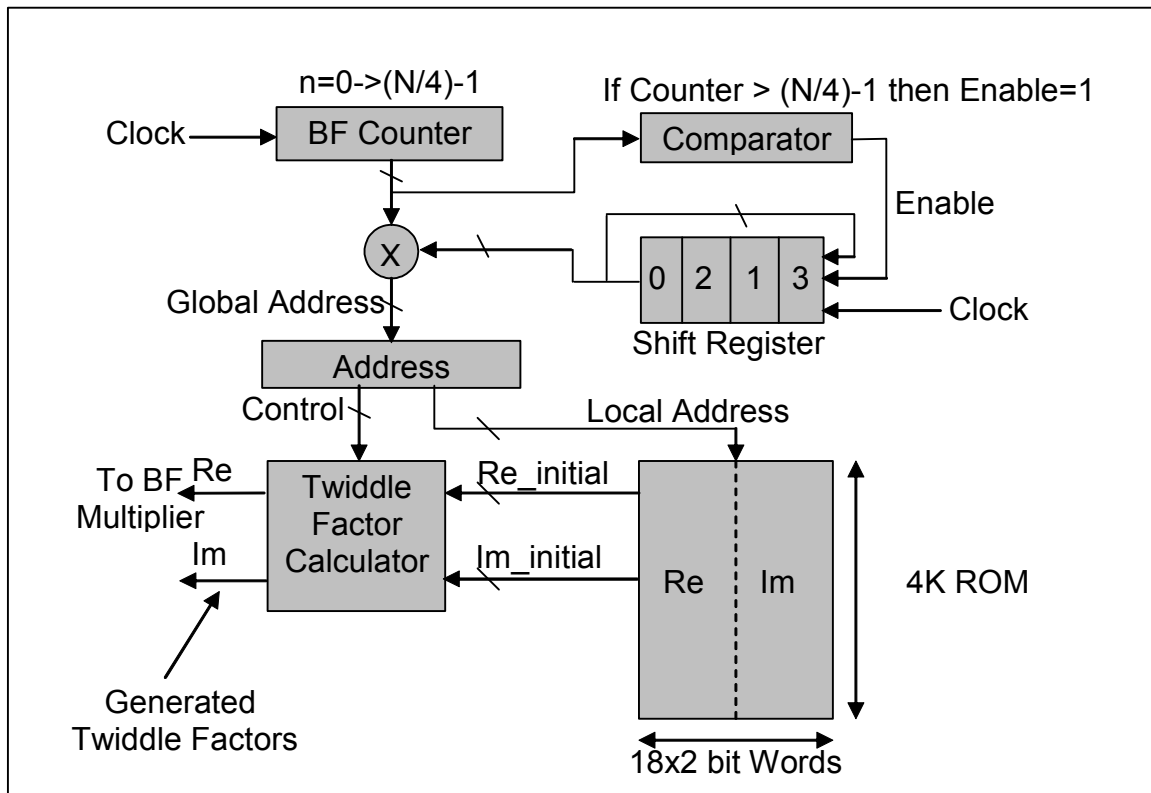 n=0->(N/4)-1
If Counter > (N/4)-1 then Enable=1
Clock
BF Counter
Comparator
Enable
X
0 2 1 3
Global Address
Clock
Shift Register
Address
Control
Local Address
To BF
Multiplier
Re
Im
Twiddle
Factor
Calculator
Re_initial
Im_initial
Re
Im
4K ROM
Generated
Twiddle Factors
18x2 bit Words